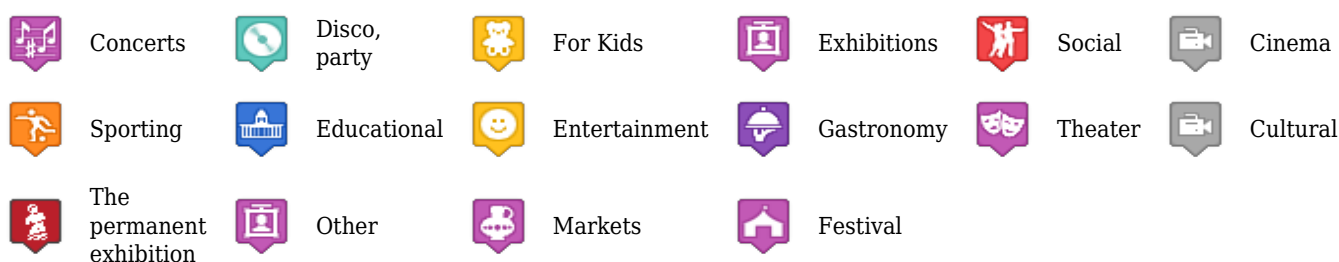 Concerts
Disco,
party
For Kids
Exhibitions
Social
Cinema
Sporting
Educational
Entertainment
Gastronomy
Theater
Cultural
The
permanent
exhibition
Other
Markets
Festival